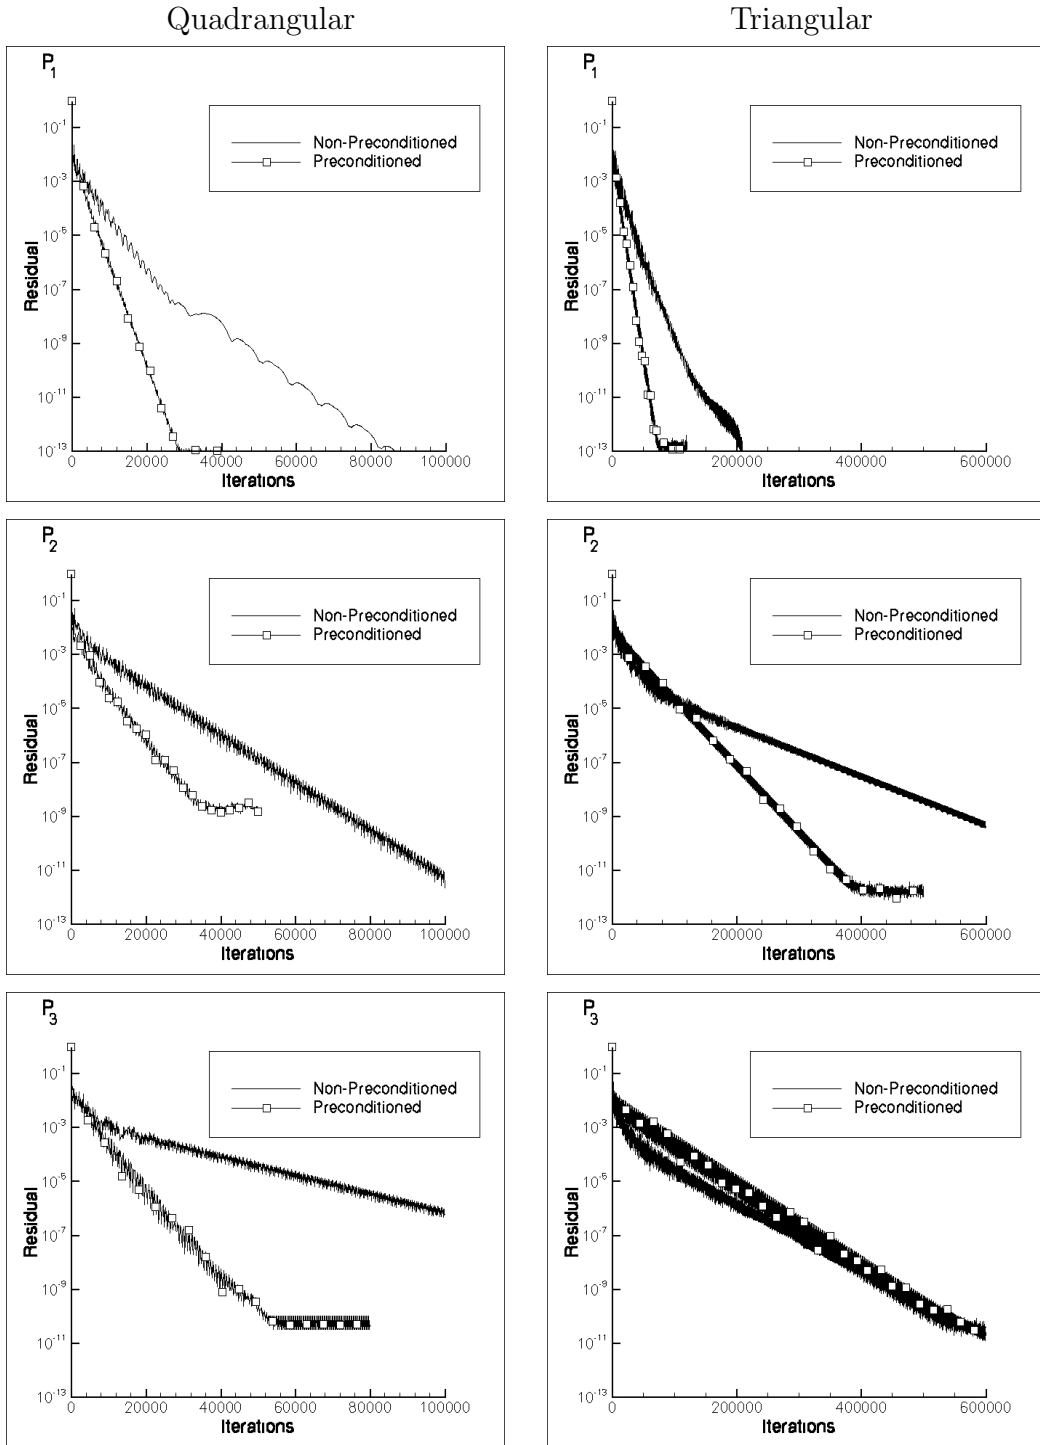 Quadrangular
Triangular
P1
Non-Preconditioned
Preconditioned
Residual
10-1
10-3
10-5
10-7
10-9
10-11
10-13
0 20000 40000 60000 80000 100000
Iterations
P1
Non-Preconditioned
Preconditioned
Residual
10-1
10-3
10-5
10-7
10-9
10-11
10-13
0 200000 400000 600000
Iterations
P2
Non-Preconditioned
Preconditioned
Residual
10-1
10-3
10-5
10-7
10-9
10-11
10-13
0 20000 40000 60000 80000 100000
Iterations
P2
Non-Preconditioned
Preconditioned
Residual
10-1
10-3
10-5
10-7
10-9
10-11
10-13
0 200000 400000 600000
Iterations
P3
Non-Preconditioned
Preconditioned
Residual
10-1
10-3
10-5
10-7
10-9
10-11
10-13
0 20000 40000 60000 80000 100000
Iterations
P3
Non-Preconditioned
Preconditioned
Residual
10-1
10-3
10-5
10-7
10-9
10-11
10-13
0 200000 400000 600000
Iterations